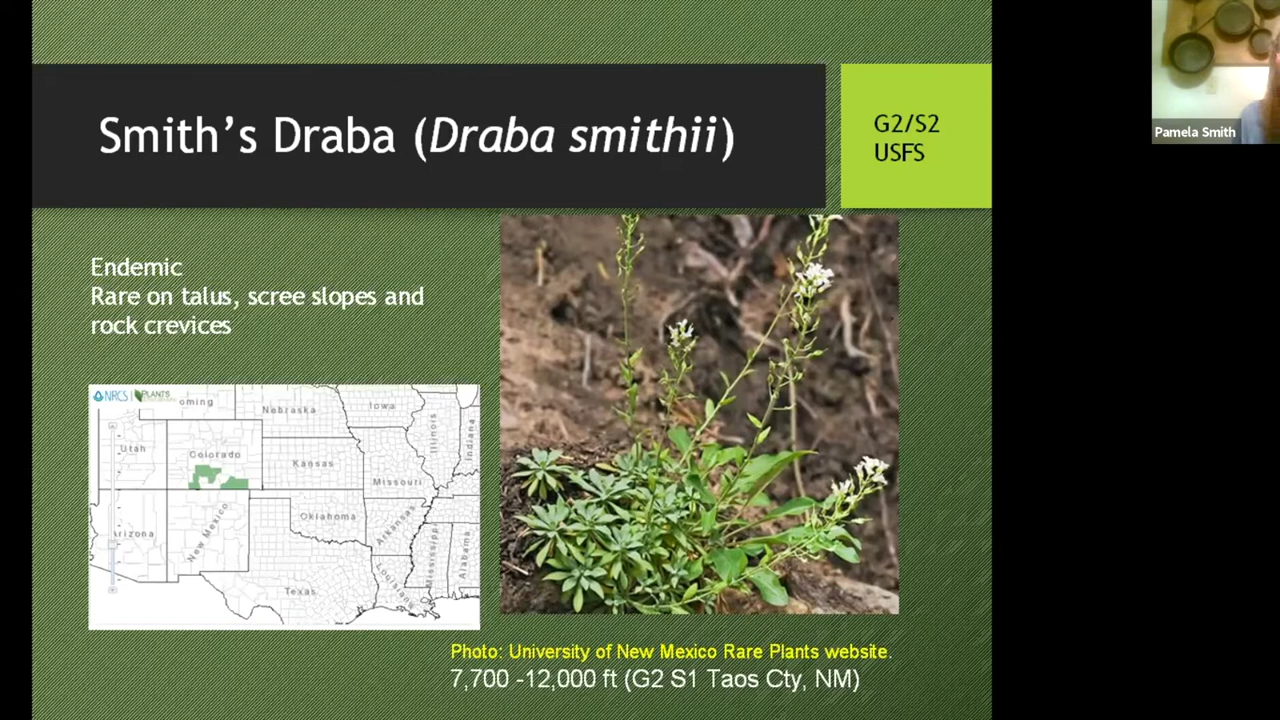 Smith's Draba (Draba smithii)
G2/S2
USFS
Pamela Smith
Endemic
Rare on talus, scree slopes and
rock crevices
NRCS
PLANTS
oming
Nebraska
Iowa
Illinois
Indiana
Utah
Colorado
Kansas
Missouri
Arizona
New Mexico
Oklahoma
Arkansas
Mississippi
Alabama
Texas
Louisiana
Photo: University of New Mexico Rare Plants website.
7,700 -12,000 ft (G2 S1 Taos Cty, NM)